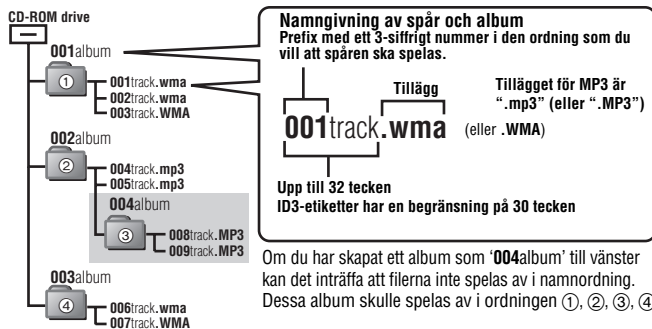 CD-ROM drive
001album
①
001track.wma
002track.wma
003track.WMA
002album
②
004track.mp3
005track.mp3
004album
③
008track.MP3
009track.MP3
003album
④
006track.wma
007track.WMA
Namngivning av spår och album
Prefix med ett 3-siffrigt nummer i den ordning som du
vill att spåren ska spelas.
Tillägg
001track.wma
(eller .WMA)
Tillägget för MP3 är
“.mp3” (eller “.MP3”)
Upp till 32 tecken
ID3-etiketter har en begränsning på 30 tecken
Om du har skapat ett album som ‘004album’ till vänster
kan det inträffa att filerna inte spelas av i namnordning.
Dessa album skulle spelas av i ordningen ①, ②, ③, ④